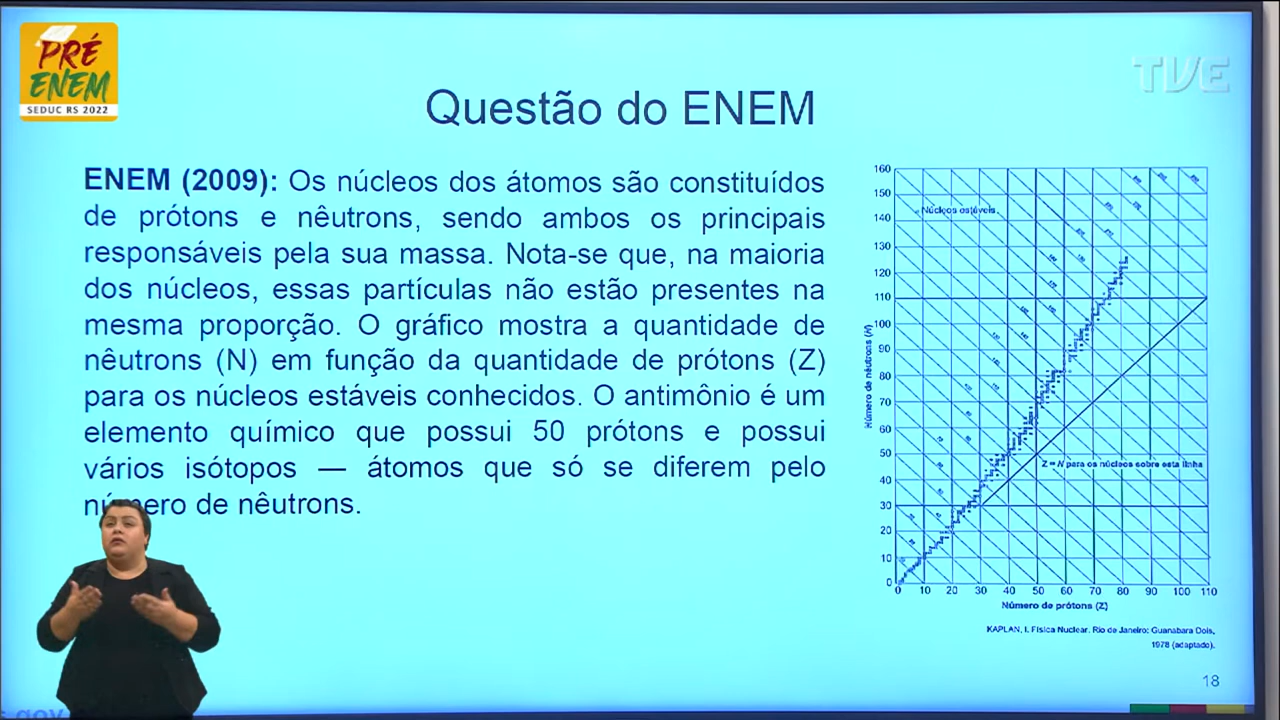 PRÉ
ENEM
SEDUC RS 2022
TVE
Questão do ENEM
ENEM (2009): Os núcleos dos átomos são constituídos
de prótons e nêutrons, sendo ambos os principais
responsáveis pela sua massa. Nota-se que, na maioria
dos núcleos, essas partículas não estão presentes na
mesma proporção. O gráfico mostra a quantidade de
nêutrons (N) em função da quantidade de prótons (Z)
para os núcleos estáveis conhecidos. O antimônio é um
elemento químico que possui 50 prótons e possui
vários isótopos — átomos que só se diferem pelo
número de nêutrons.
Número de nêutrons (N)
160
150
140
130
120
110
100
90
80
70
60
50
40
30
20
10
0
Núcleos estáveis
Z = N para os núcleos sobre esta linha
0 10 20 30 40 50 60 70 80 90 100 110
Número de prótons (Z)
KAPLAN, I. Física Nuclear. Rio de Janeiro: Guanabara Dois,
1978 (adaptado).
18